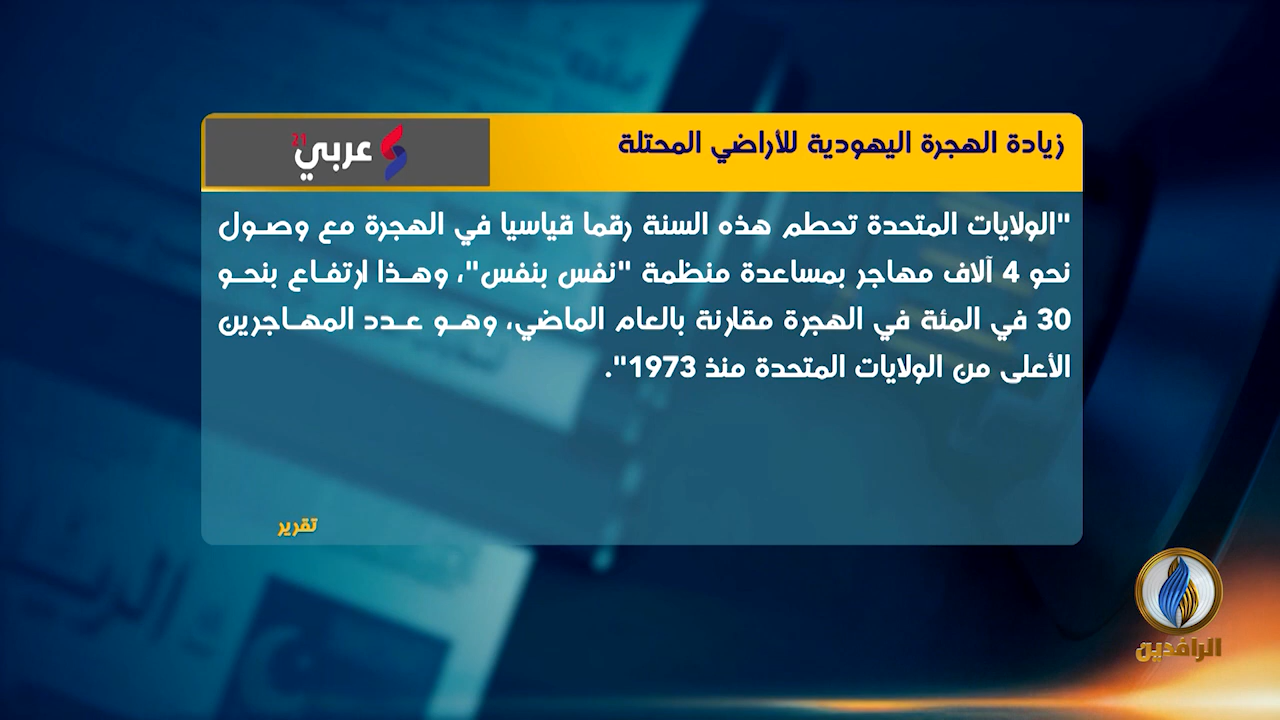 زيادة الهجرة اليهودية للأراضي المحتلة
عربي21
"الولايات المتحدة تحطم هذه السنة رقما قياسيا في الهجرة مع وصول
نحو 4 آلاف مهاجر بمساعدة منظمة "نفس بنفس"، وهذا ارتفاع بنحو
30 في المئة في الهجرة مقارنة بالعام الماضي، وهو عدد المهاجرين
الأعلى من الولايات المتحدة منذ 1973".
تقرير
الرافدين